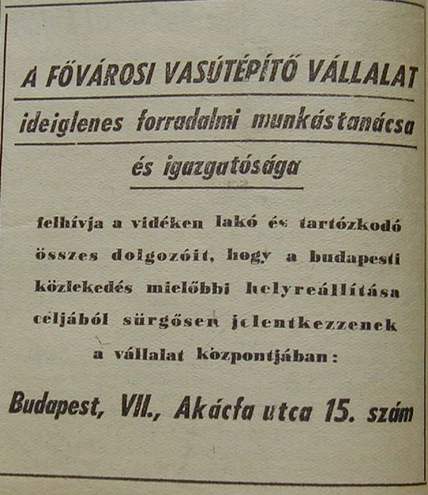 A FŐVÁROSI VASÚTÉPÍTŐ VÁLLALAT
ideiglenes forradalmi munkástanácsa
és igazgatósága
felhívja a vidéken lakó és tartózkodó
összes dolgozóit, hogy a budapesti
közlekedés mielőbbi helyreállítása
céljából sürgősen jelentkezzenek
a vállalat központjában:
Budapest, VII., Akácfa utca 15. szám